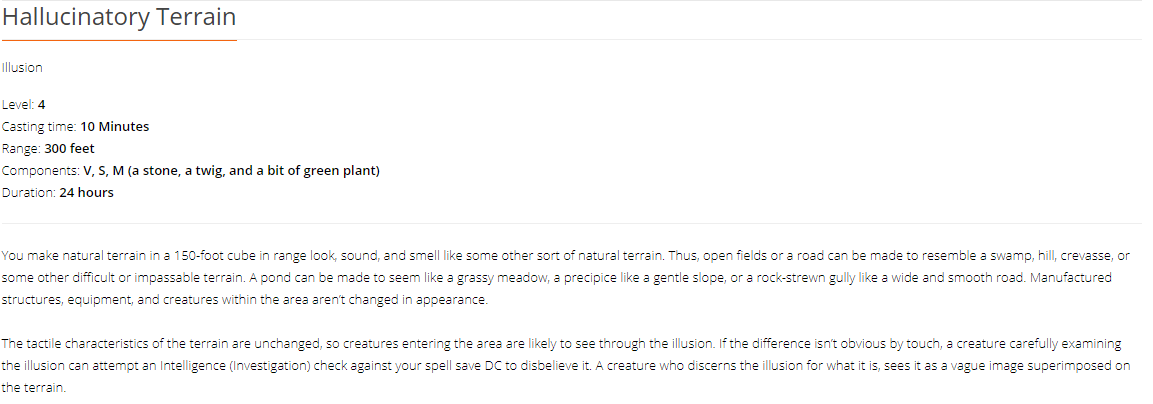 Hallucinatory Terrain
Illusion
Level: 4
Casting time: 10 Minutes
Range: 300 feet
Components: V, S, M (a stone, a twig, and a bit of green plant)
Duration: 24 hours
You make natural terrain in a 150-foot cube in range look, sound, and smell like some other sort of natural terrain. Thus, open fields or a road can be made to resemble a swamp, hill, crevasse, or
some other difficult or impassable terrain. A pond can be made to seem like a grassy meadow, a precipice like a gentle slope, or a rock-strewn gully like a wide and smooth road. Manufactured
structures, equipment, and creatures within the area aren't changed in appearance.
The tactile characteristics of the terrain are unchanged, so creatures entering the area are likely to see through the illusion. If the difference isn't obvious by touch, a creature carefully examining
the illusion can attempt an Intelligence (Investigation) check against your spell save DC to disbelieve it. A creature who discerns the illusion for what it is, sees it as a vague image superimposed on
the terrain.